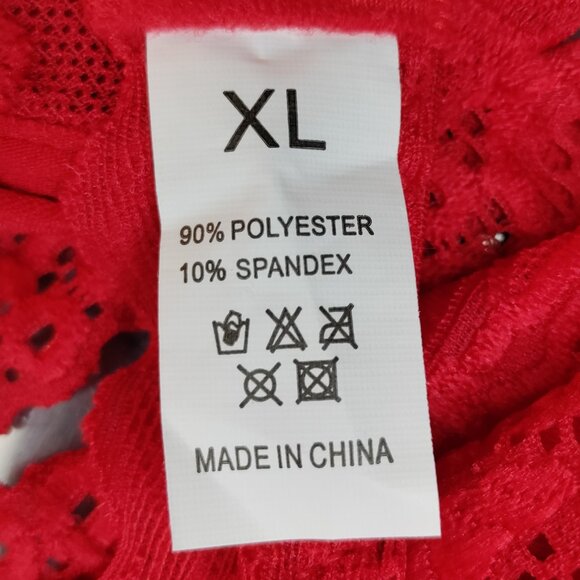 XL
90% POLYESTER
10% SPANDEX
MADE IN CHINA